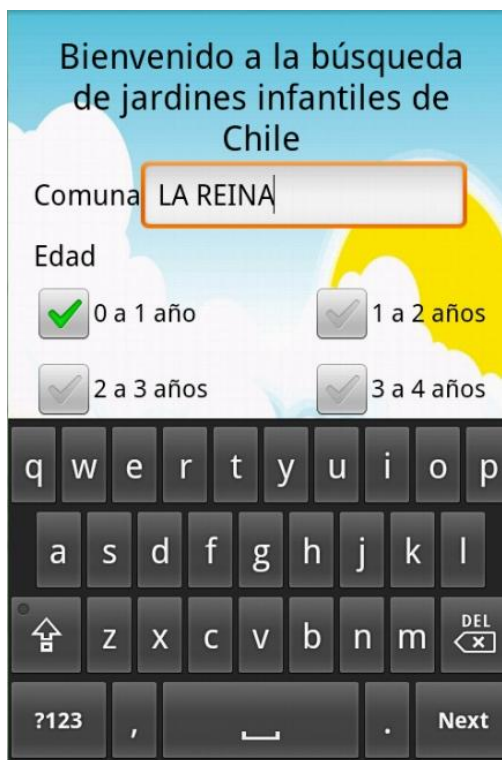 Bienvenido a la búsqueda
de jardines infantiles de
Chile
Comuna LA REINA
Edad
0 a 1 año 1 a 2 años
2 a 3 años 3 a 4 años
q w e r t y u i o p
a s d f g h j k l
z x c v b n m DEL
?123 , . Next